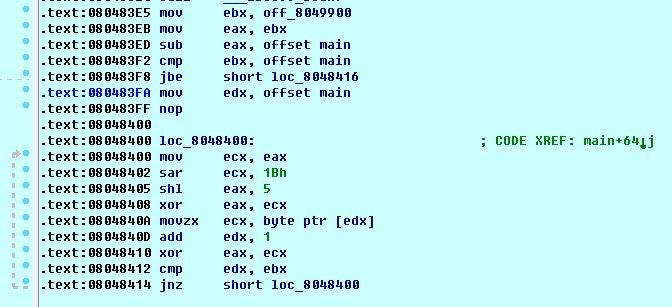 .text:080483E5 mov ebx, off_8049900
.text:080483EB mov eax, ebx
.text:080483ED sub eax, offset main
.text:080483F2 cmp ebx, offset main
.text:080483F8 jbe short loc_8048416
.text:080483FA mov edx, offset main
.text:080483FF nop
.text:08048400
.text:08048400 loc_8048400: ; CODE XREF: main+64↓j
.text:08048400 mov ecx, eax
.text:08048402 sar ecx, 1Bh
.text:08048405 shl eax, 5
.text:08048408 xor eax, ecx
.text:0804840A movzx ecx, byte ptr [edx]
.text:0804840D add edx, 1
.text:08048410 xor eax, ecx
.text:08048412 cmp edx, ebx
.text:08048414 jnz short loc_8048400